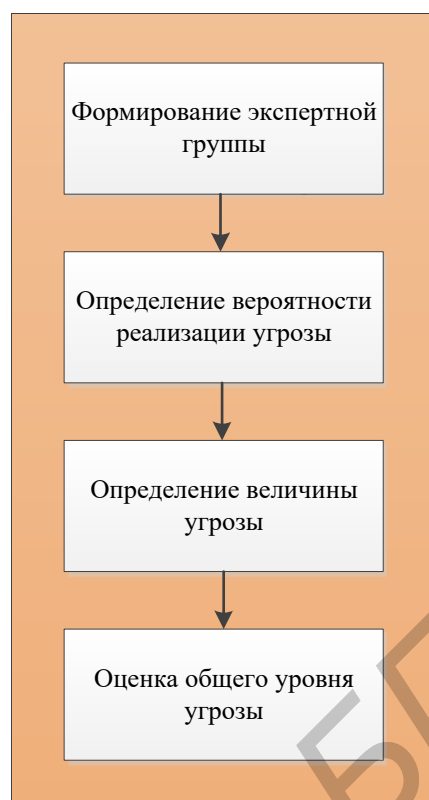 Формирование экспертной
группы
Определение вероятности
реализации угрозы
Определение величины
угрозы
Оценка общего уровня
угрозы